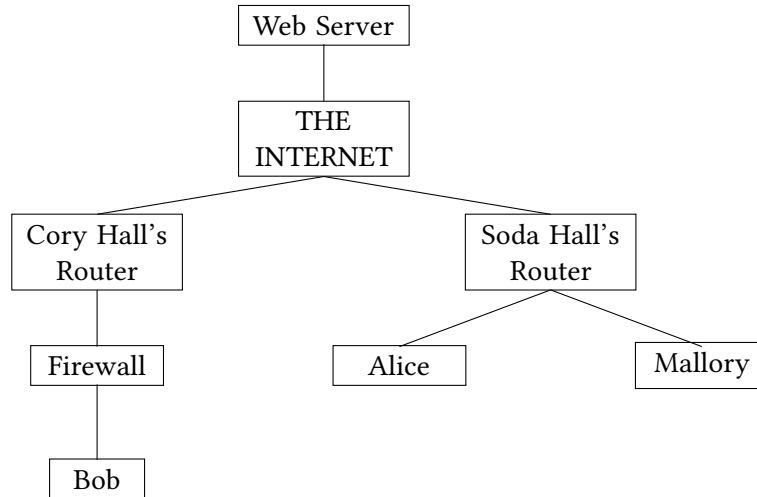 Web Server
THE
INTERNET
Cory Hall's
Router
Soda Hall's
Router
Firewall
Alice
Mallory
Bob